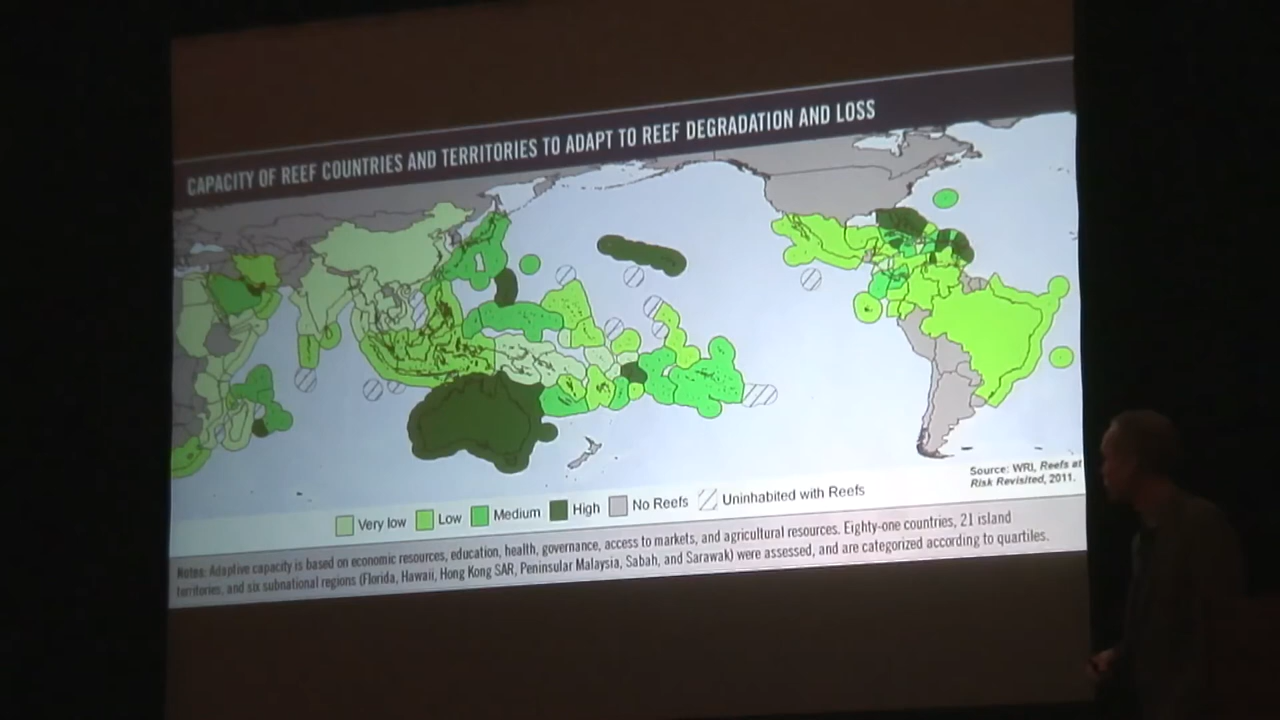 CAPACITY OF REEF COUNTRIES AND TERRITORIES TO ADAPT TO REEF DEGRADATION AND LOSS
Source: WRI, Reefs at
Risk Revisited, 2011.
Very low Low Medium High No Reefs Uninhabited with Reefs
Notes: Adaptive capacity is based on economic resources, education, health, governance, access to markets, and agricultural resources. Eighty-one countries, 21 island
territories, and six subnational regions (Florida, Hawaii, Hong Kong SAR, Peninsular Malaysia, Sabah, and Sarawak) were assessed, and are categorized according to quartiles.